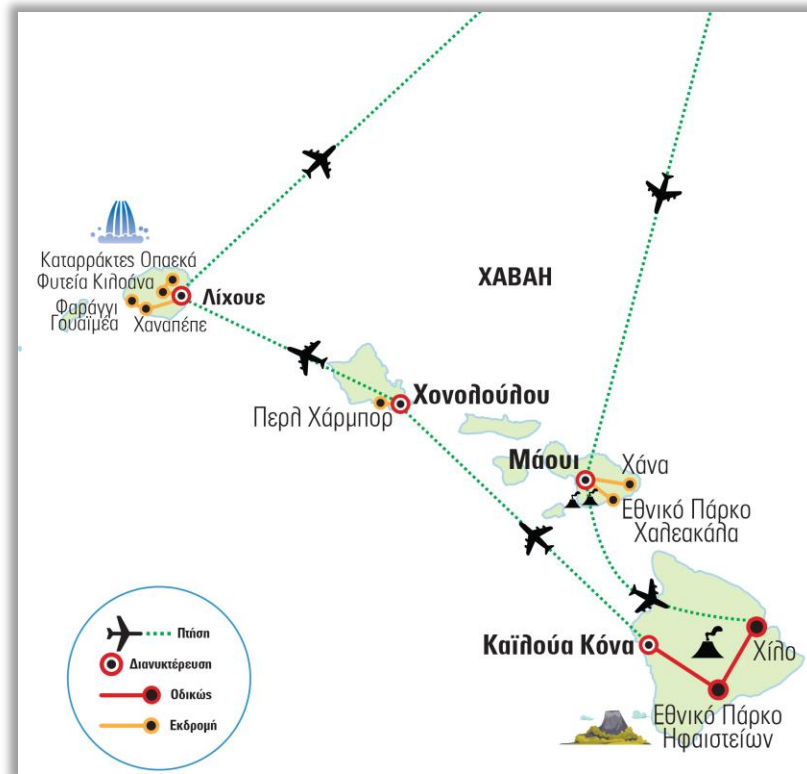 Καταρράκτες Οπαεκά
Φυτεία Κιλοάνα
Φαράγγι
Γουαϊμέα
Χαναπέπε
Λίχουε
ΧΑΒΑΗ
Χονολούλου
Περλ Χάρμπορ
Μάουι
Χάνα
Εθνικό Πάρκο
Χαλεακάλα
Καϊλούα Κόνα
Χίλο
Εθνικό Πάρκο
Ηφαιστείων
Πτήση
Διανυκτέρευση
Οδικώς
Εκδρομή